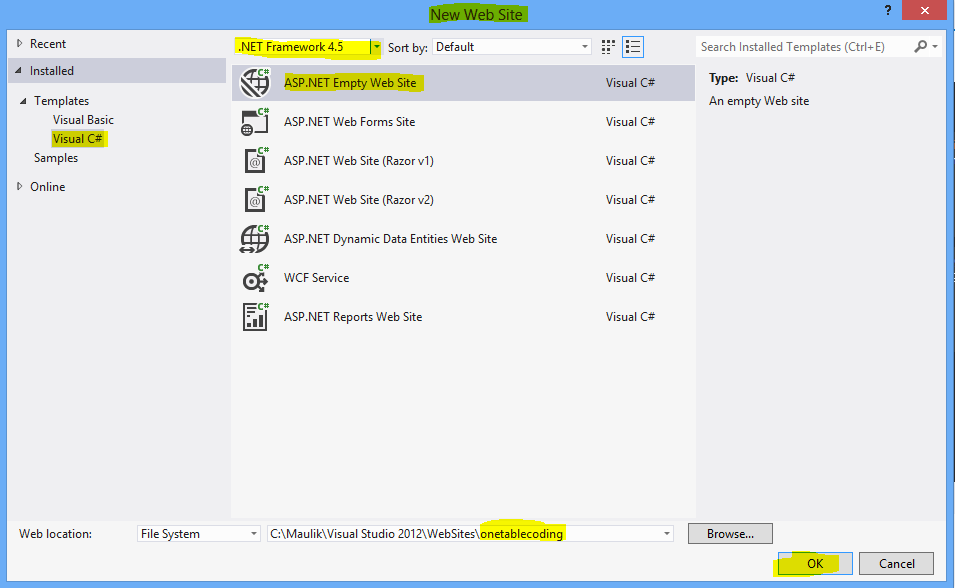 New Web Site
?
Recent
.NET Framework 4.5
Sort by:
Default
Search Installed Templates (Ctrl+E)
Installed
Templates
Visual Basic
Visual C#
Samples
Online
C# ASP.NET Empty Web Site Visual C#
C# ASP.NET Web Forms Site Visual C#
C# @ ASP.NET Web Site (Razor v1) Visual C#
C# @ ASP.NET Web Site (Razor v2) Visual C#
C# ASP.NET Dynamic Data Entities Web Site Visual C#
C# WCF Service Visual C#
C# ASP.NET Reports Web Site Visual C#
Type: Visual C#
An empty Web site
Web location:
File System
C:\Maulik\Visual Studio 2012\WebSites\onetablecoding
Browse...
OK
Cancel